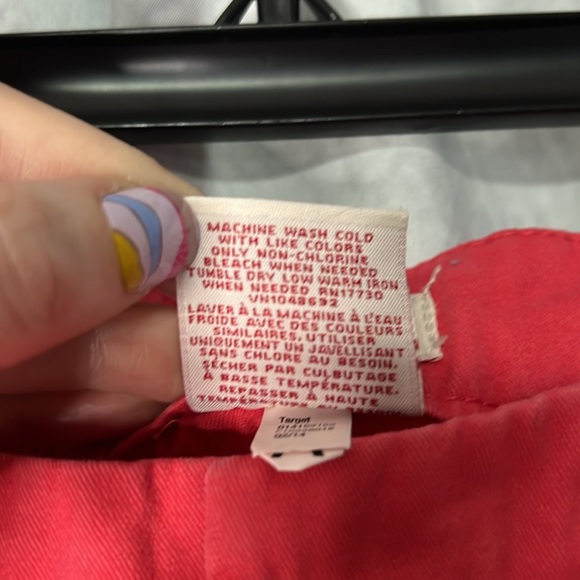 MACHINE WASH COLD
WITH LIKE COLORS
ONLY NON-CHLORINE
BLEACH WHEN NEEDED
TUMBLE DRY LOW WARM IRON
WHEN NEEDED RN17730
VN1048692
LAVER À LA MACHINE À L'EAU
FROIDE AVEC DES COULEURS
SIMILAIRES. UTILISER
UNIQUEMENT UN JAVELLISANT
SANS CHLORE AU BESOIN.
SÉCHER PAR CULBUTAGE
À BASSE TEMPÉRATURE.
REPASSER À HAUTE
TEMPÉRATURE
Target